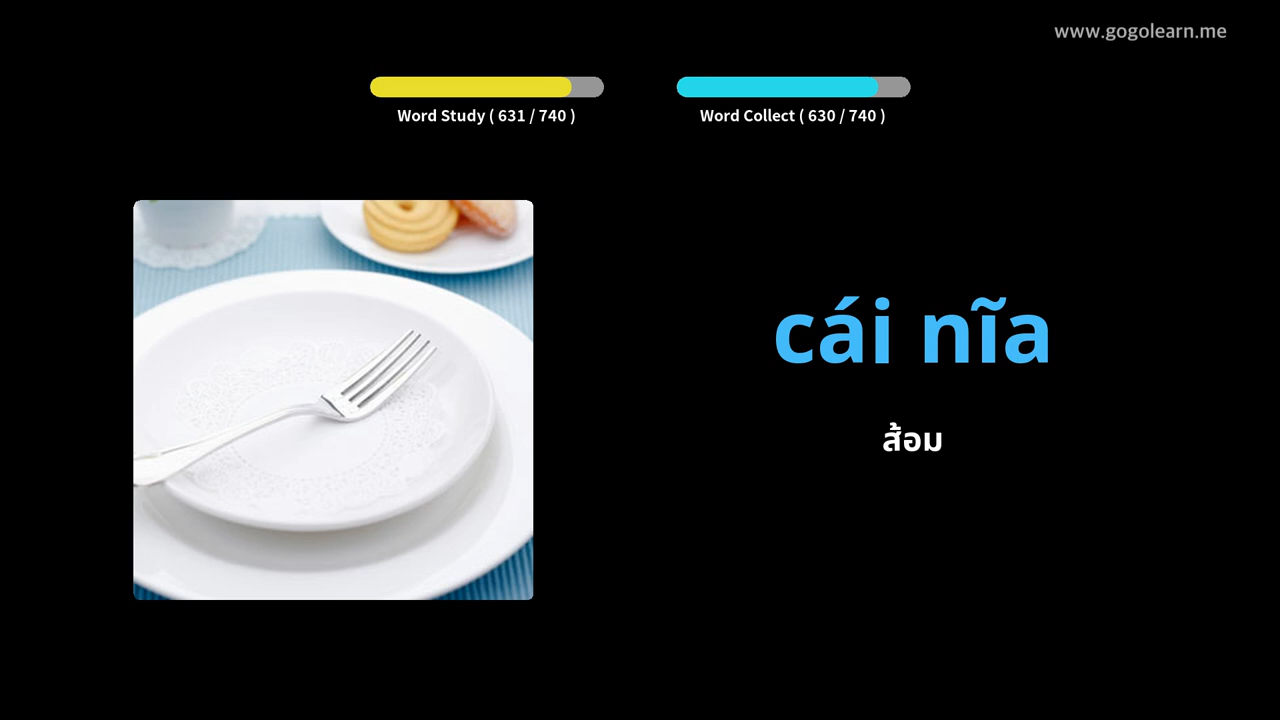 www.gogolearn.me
Word Study ( 631 / 740 )
Word Collect ( 630 / 740 )
cái nĩa
ส้อม